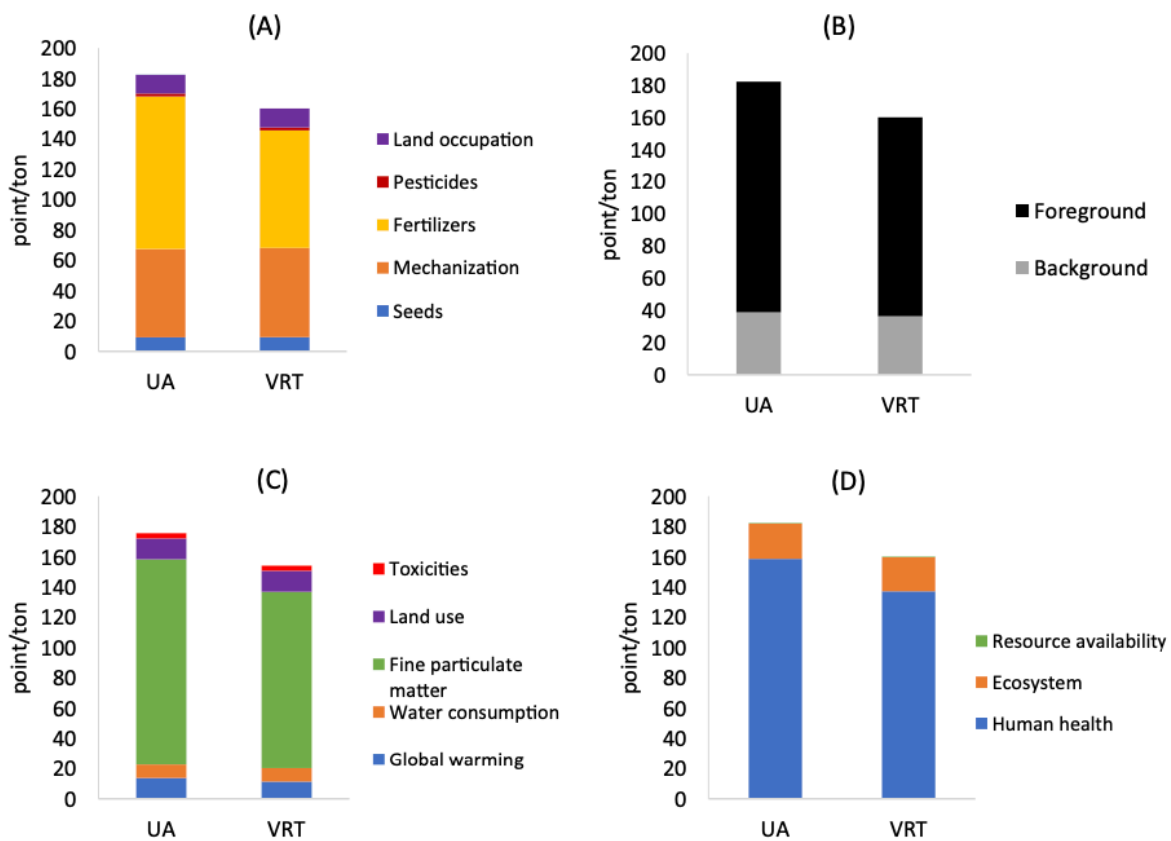 (A)
200
180
160
140
120
100
80
60
40
20
0
point/ton
UA
VRT
Land occupation
Pesticides
Fertilizers
Mechanization
Seeds
(B)
200
180
160
140
120
100
80
60
40
20
0
point/ton
UA
VRT
Foreground
Background
(C)
200
180
160
140
120
100
80
60
40
20
0
point/ton
UA
VRT
Toxicities
Land use
Fine particulate
matter
Water consumption
Global warming
(D)
200
180
160
140
120
100
80
60
40
20
0
point/ton
UA
VRT
Resource availability
Ecosystem
Human health